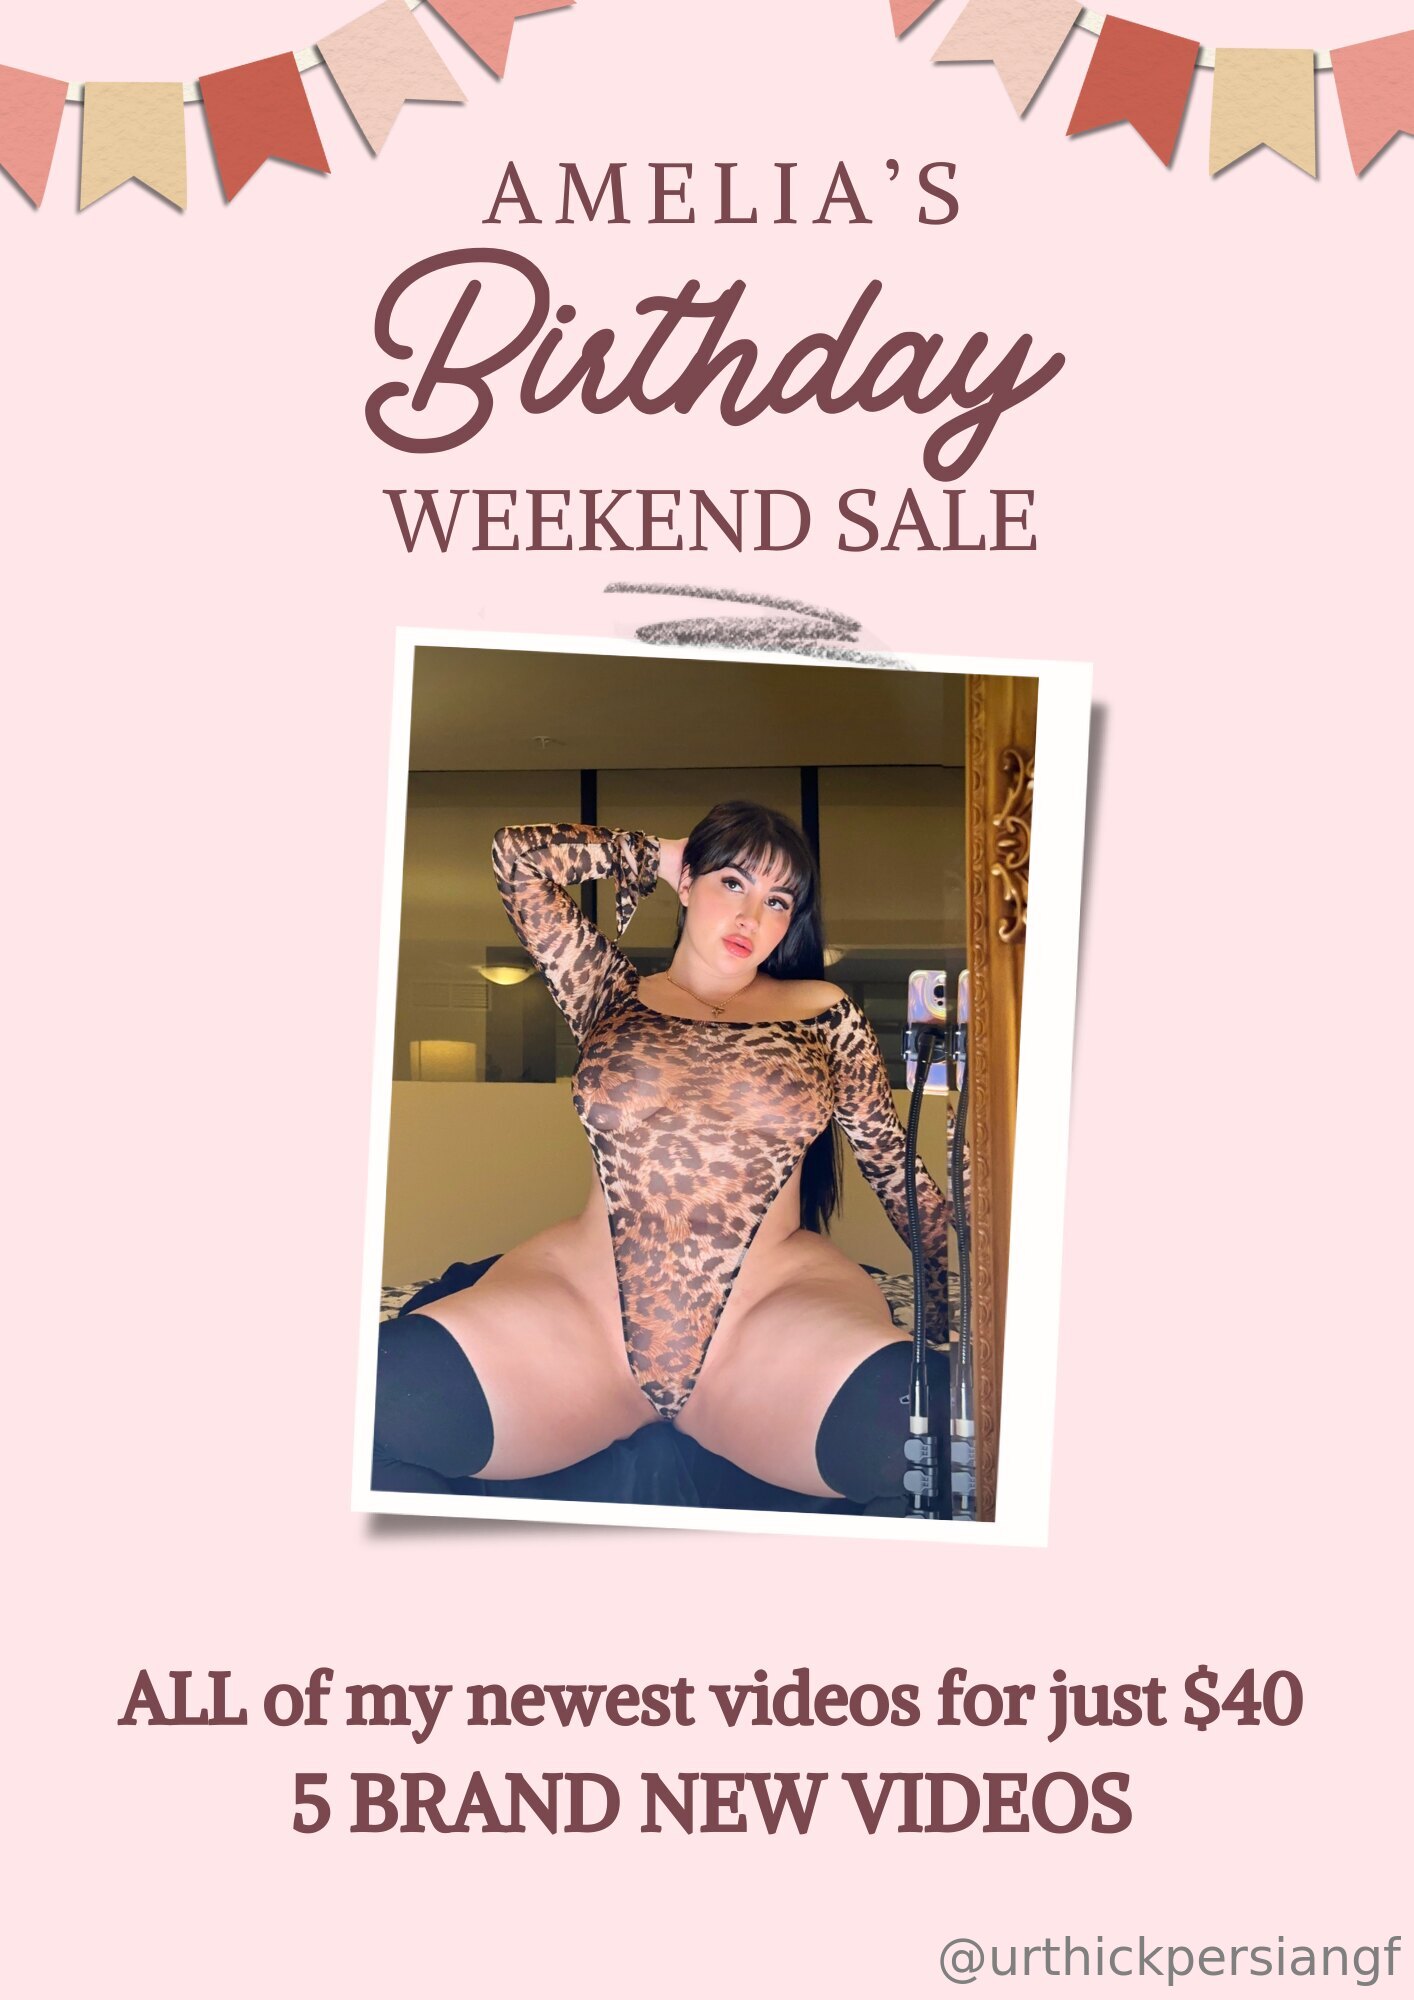 AMELIA’S
Birthday
WEEKEND SALE
ALL of my newest videos for just $40
5 BRAND NEW VIDEOS
@urthickpersiangf